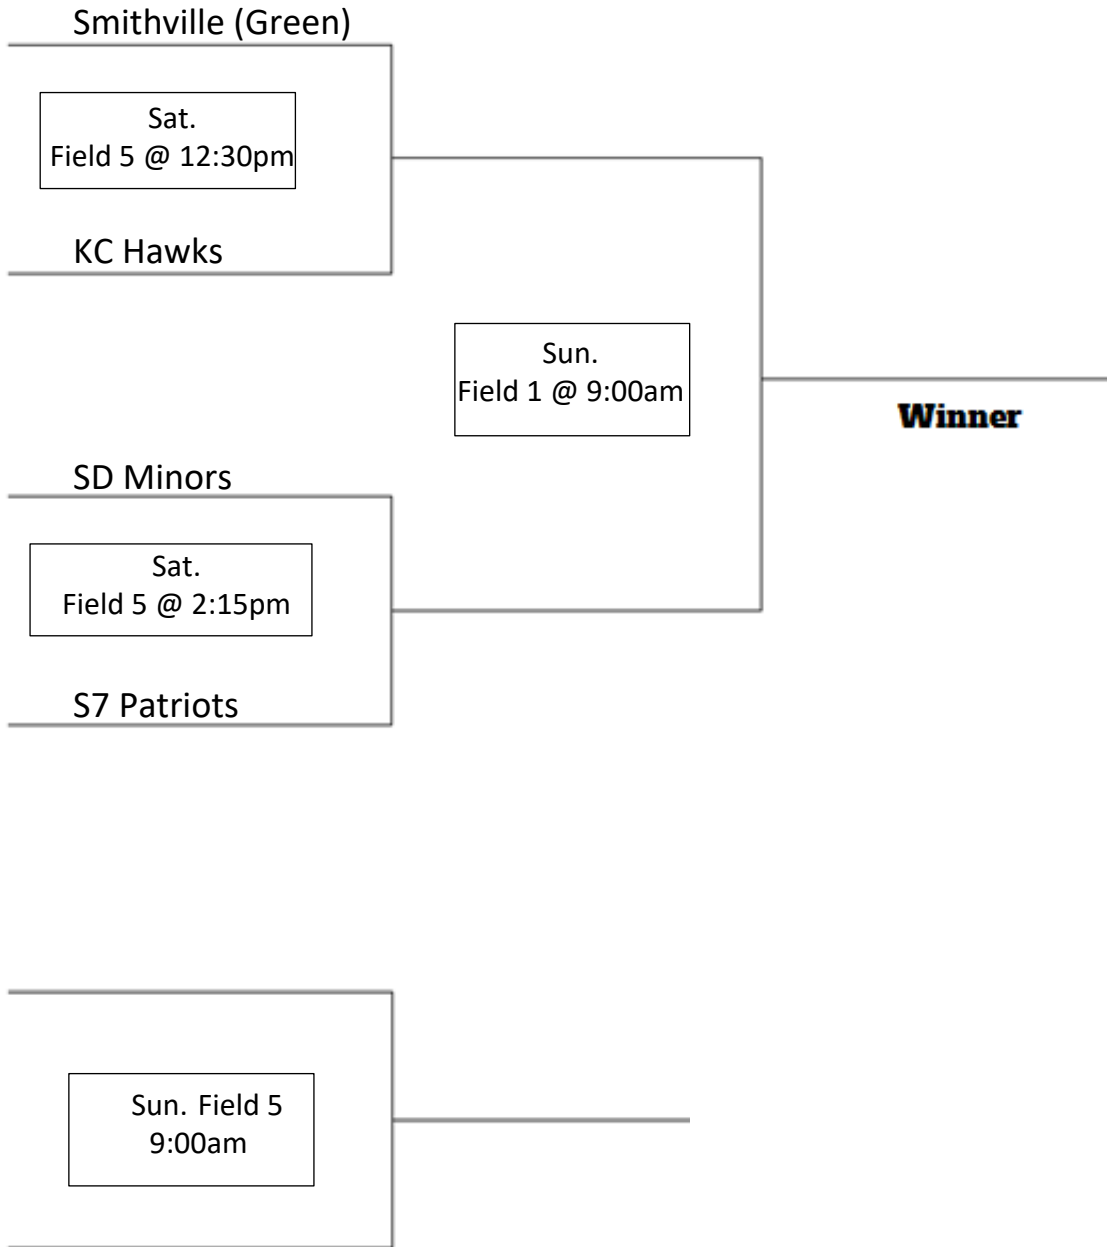 Smithville (Green)
Sat.
Field 5 @ 12:30pm
KC Hawks
Sun.
Field 1 @ 9:00am
Winner
SD Minors
Sat.
Field 5 @ 2:15pm
S7 Patriots
Sun. Field 5
9:00am